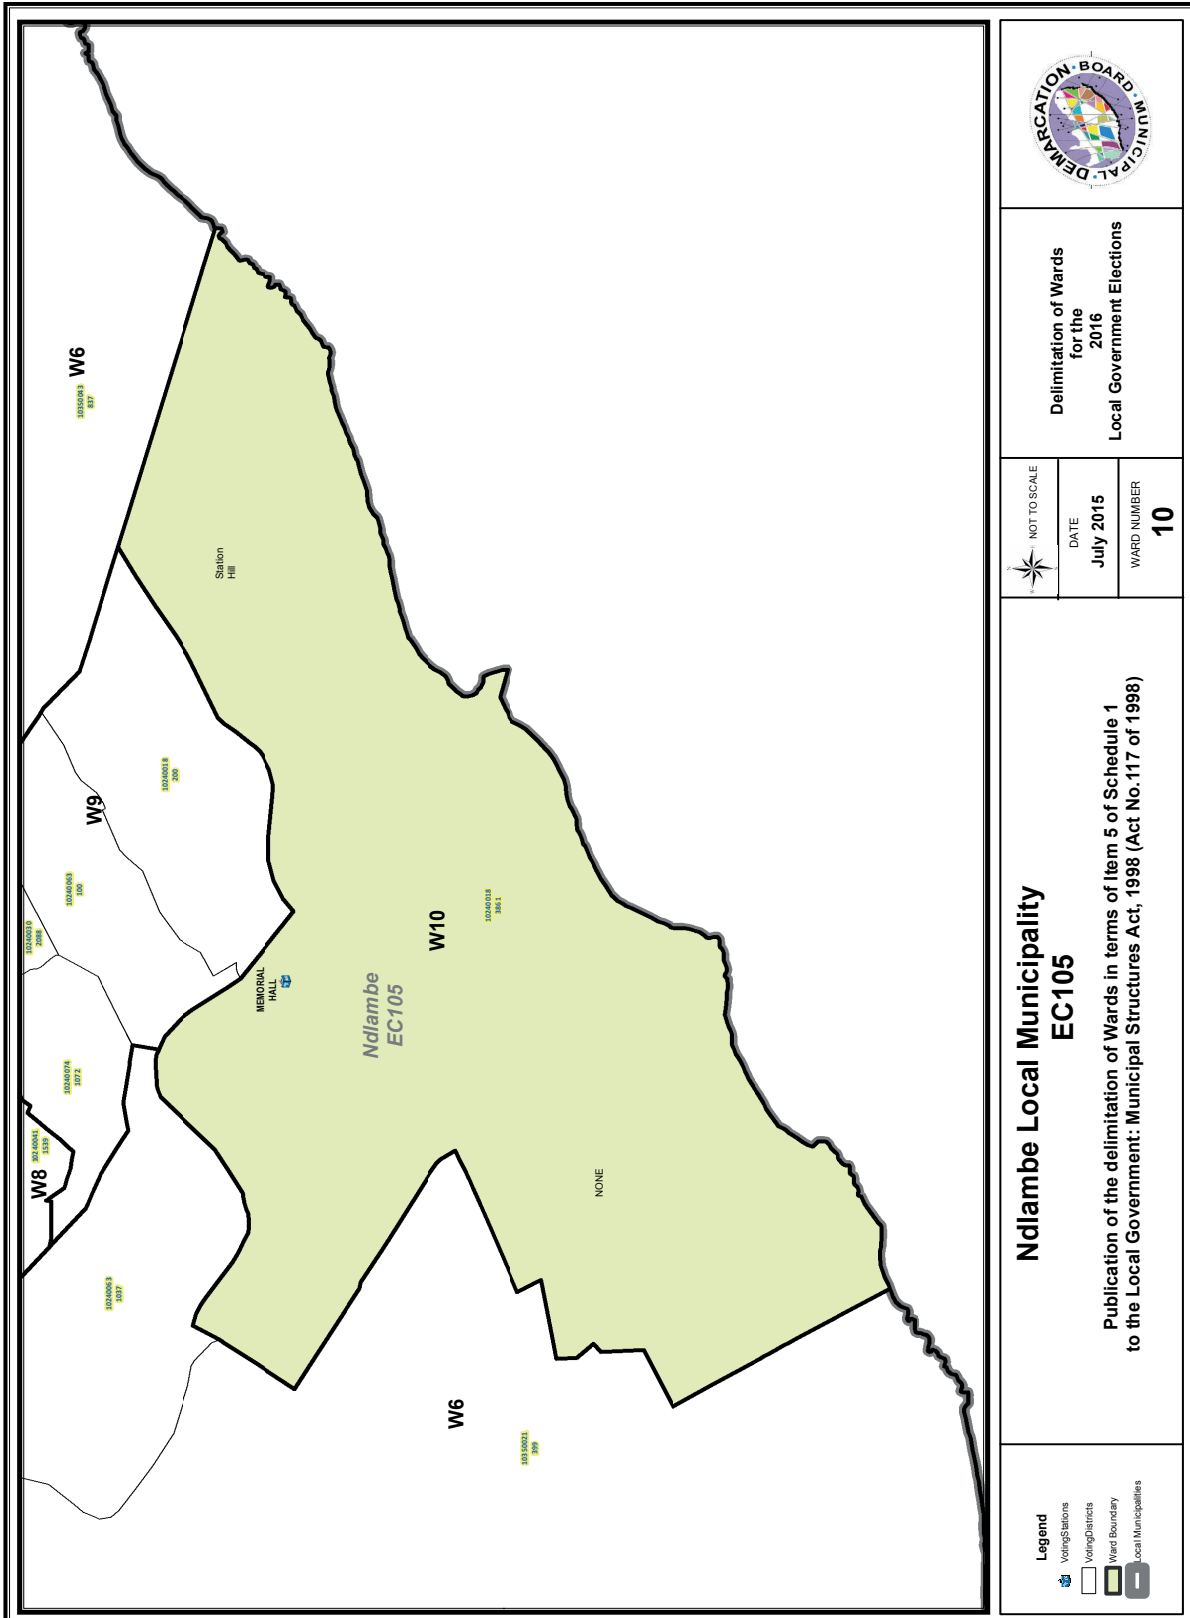 W6
10350043
837
Station
Hill
W9
10240018
200
10240063
100
10240030
2088
10240074
1072
W8
10240041
1539
10240063
1037
MEMORIAL
HALL
Ndlambe
EC105
W10
10240018
3861
NONE
W6
10350021
399
Legend
VotingStations
VotingDistricts
Ward Boundary
Local Municipalities
Ndlambe Local Municipality
EC105
Publication of the delimitation of Wards in terms of Item 5 of Schedule 1
to the Local Government: Municipal Structures Act, 1998 (Act No.117 of 1998)
NOT TO SCALE
DATE
July 2015
WARD NUMBER
10
Delimitation of Wards
for the
2016
Local Government Elections
MUNICIPAL · DEMARCATION · BOARD ·